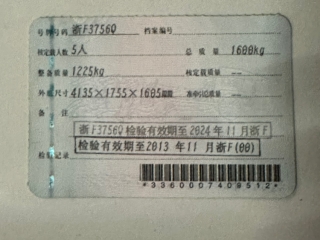 号牌号码 浙F3756Q 档案编号
核定载人数 5人 总质量 1600kg
整备质量 1225kg 核定载质量 --
外廓尺寸 4135×1755×1605mm 准牵引总质量 --
备注
浙F3756Q 检验有效期至2024年11月浙F
检验有效期至2013年11月浙F(00)
检验记录
*3360007409512*